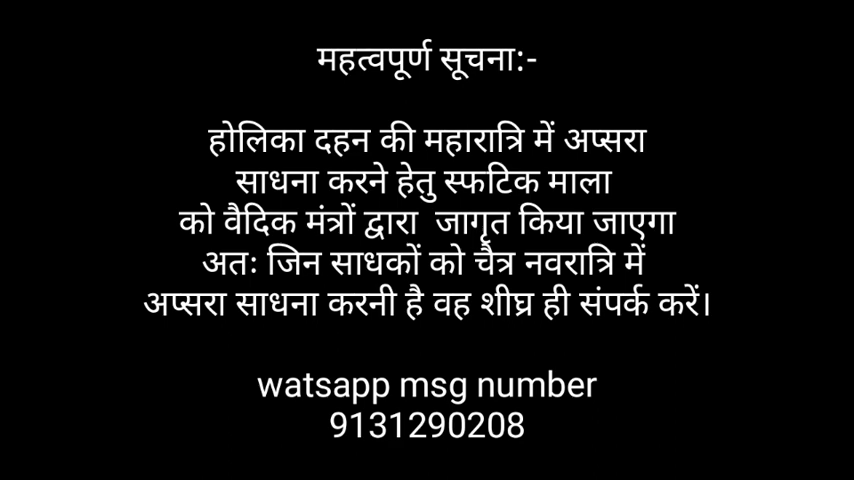 महत्वपूर्ण सूचना:-
होलिका दहन की महारात्रि में अप्सरा
साधना करने हेतु स्फटिक माला
को वैदिक मंत्रों द्वारा जागृत किया जाएगा
अतः जिन साधकों को चैत्र नवरात्रि में
अप्सरा साधना करनी है वह शीघ्र ही संपर्क करें।
watsapp msg number
9131290208